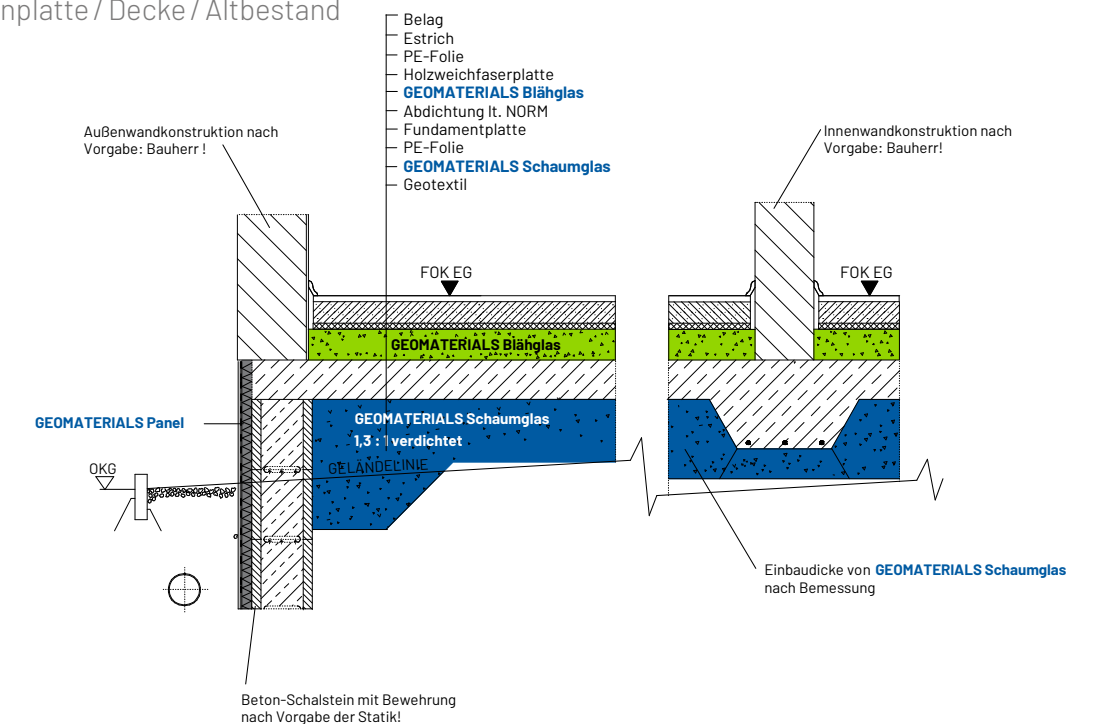 nplatte / Decke / Altbestand
Belag
Estrich
PE-Folie
Holzweichfaserplatte
GEOMATERIALS Blähglas
Abdichtung lt. NORM
Fundamentplatte
PE-Folie
GEOMATERIALS Schaumglas
Geotextil
Außenwandkonstruktion nach
Vorgabe: Bauherr !
Innenwandkonstruktion nach
Vorgabe: Bauherr!
FOK EG
FOK EG
GEOMATERIALS Blähglas
GEOMATERIALS Panel
GEOMATERIALS Schaumglas
1,3 : 1 verdichtet
GELÄNDELINIE
OKG
Einbaudicke von GEOMATERIALS Schaumglas
nach Bemessung
Beton-Schalstein mit Bewehrung
nach Vorgabe der Statik!